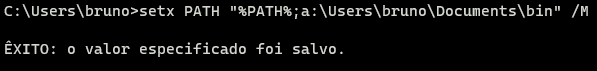 C:\Users\bruno>setx PATH "%PATH%;a:\Users\bruno\Documents\bin" /M
ÊXITO: o valor especificado foi salvo.